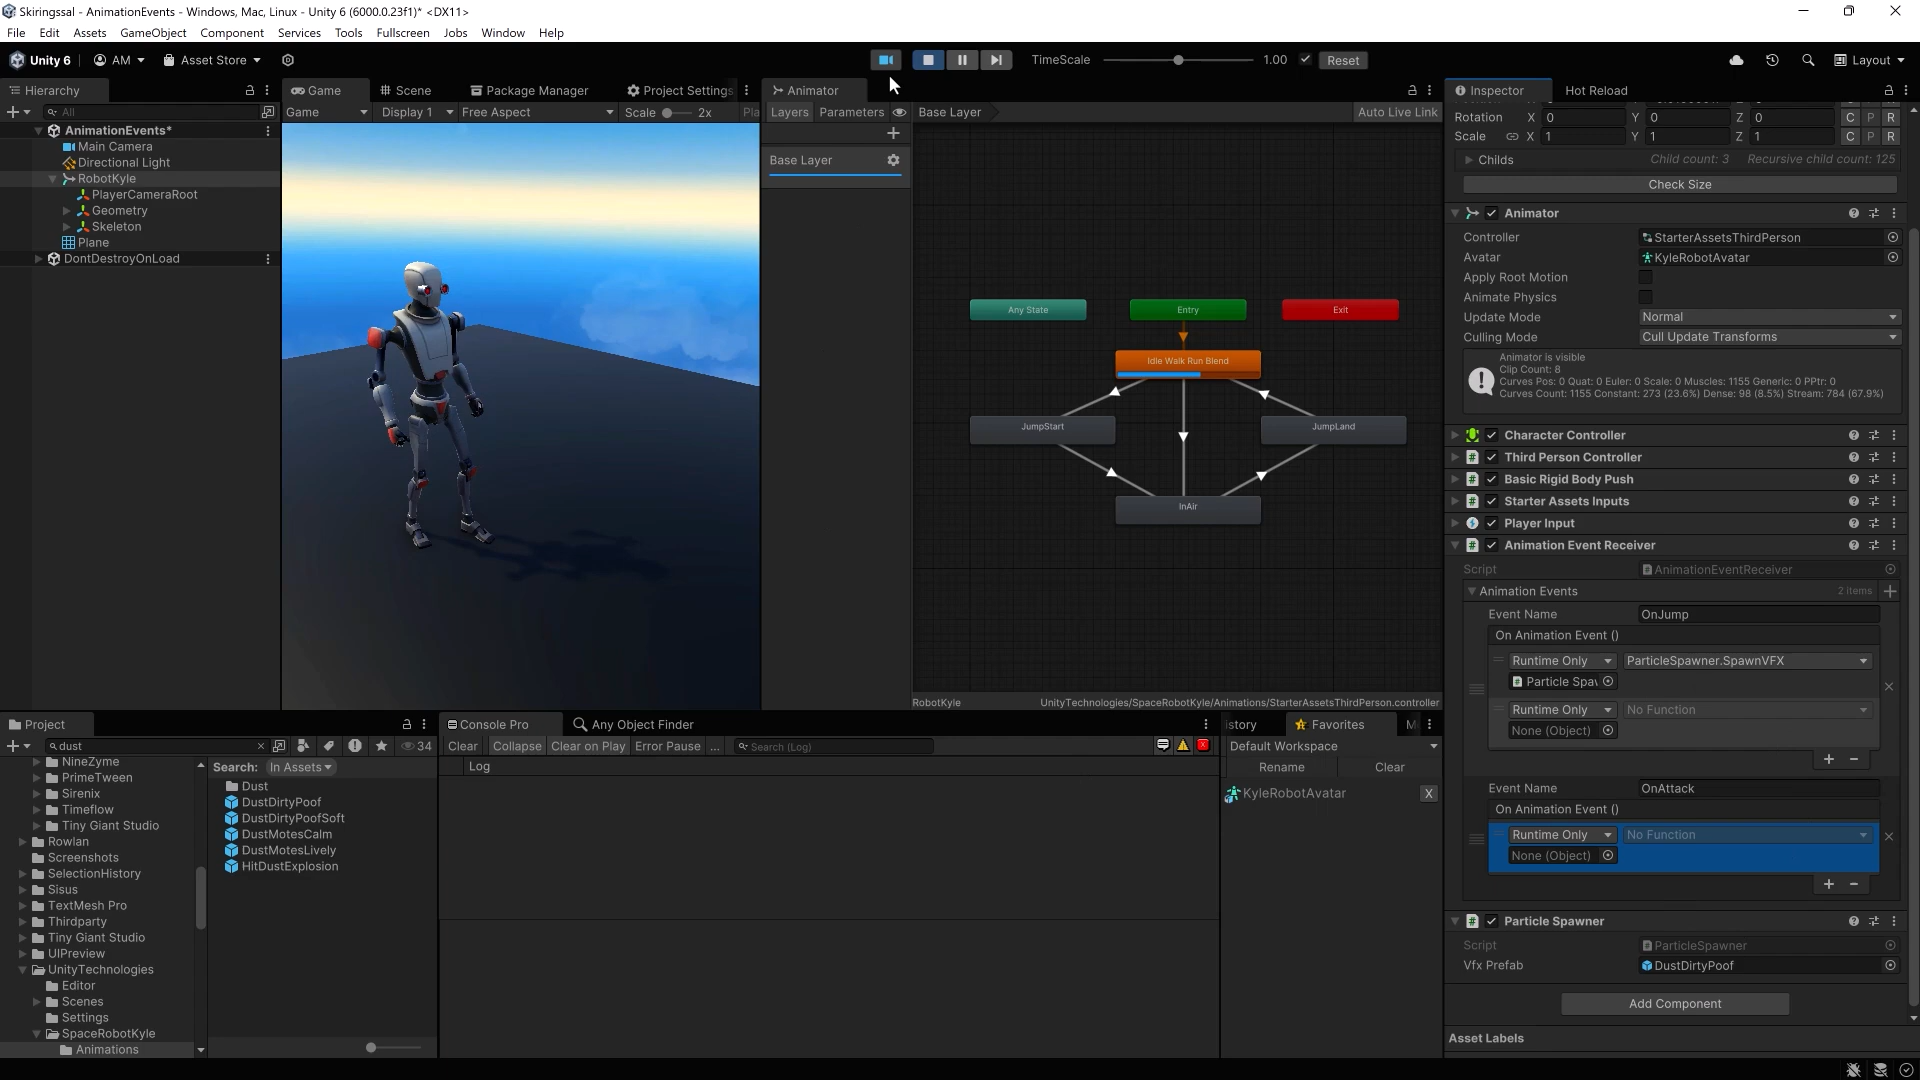 Skiringssal - AnimationEvents - Windows, Mac, Linux - Unity 6 (6000.0.23f1)* <DX11>
File Edit Assets GameObject Component Services Tools Fullscreen Jobs Window Help
Unity 6 AM Asset Store TimeScale 1.00 Reset Layout
Hierarchy
All
AnimationEvents*
Main Camera
Directional Light
RobotKyle
PlayerCameraRoot
Geometry
Skeleton
Plane
DontDestroyOnLoad
Game Scene Package Manager Project Settings
Game Display 1 Free Aspect Scale 2x Pla
Animator
Layers Parameters Base Layer Auto Live Link
Base Layer
Any State Entry Exit
Idle Walk Run Blend
JumpStart JumpLand
InAir
RobotKyle UnityTechnologies/SpaceRobotKyle/Animations/StarterAssetsThirdPerson.controller
Inspector Hot Reload
Rotation X 0 Y 0 Z 0 C P R
Scale X 1 Y 1 Z 1 C P R
Childs Child count: 3 Recursive child count: 125
Check Size
Animator
Controller StarterAssetsThirdPerson
Avatar KyleRobotAvatar
Apply Root Motion
Animate Physics
Update Mode Normal
Culling Mode Cull Update Transforms
Animator is visible
Clip Count: 8
Curves Pos: 0 Quat: 0 Euler: 0 Scale: 0 Muscles: 1155 Generic: 0 PPtr: 0
Curves Count: 1155 Constant: 273 (23.6%) Dense: 98 (8.5%) Stream: 784 (67.9%)
Character Controller
Third Person Controller
Basic Rigid Body Push
Starter Assets Inputs
Player Input
Animation Event Receiver
Script AnimationEventReceiver
Animation Events 2 items
Event Name OnJump
On Animation Event ()
Runtime Only ParticleSpawner.SpawnVFX
Particle Spaw
Runtime Only No Function
None (Object)
Event Name OnAttack
On Animation Event ()
Runtime Only No Function
None (Object)
Particle Spawner
Script ParticleSpawner
Vfx Prefab DustDirtyPoof
Add Component
Asset Labels
Project
dust 34
NineZyme
PrimeTween
Sirenix
Timeflow
Tiny Giant Studio
Rowlan
Screenshots
SelectionHistory
Sisus
TextMesh Pro
Thirdparty
Tiny Giant Studio
UIPreview
UnityTechnologies
Editor
Scenes
Settings
SpaceRobotKyle
Animations
Search: In Assets
Dust
DustDirtyPoof
DustDirtyPoofSoft
DustMotesCalm
DustMotesLively
HitDustExplosion
Console Pro Any Object Finder
Clear Collapse Clear on Play Error Pause ... Search (Log)
Log
istory Favorites M
Default Workspace
Rename Clear
KyleRobotAvatar X